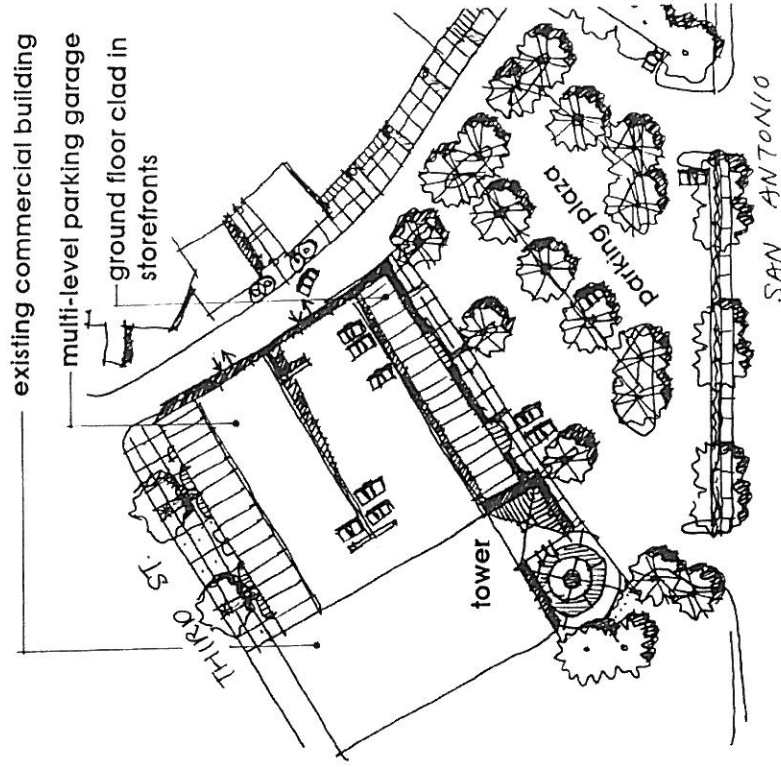 existing commercial building
multi-level parking garage
ground floor clad in
storefronts
THIRD ST.
tower
parking plaza
SAN ANTONIO